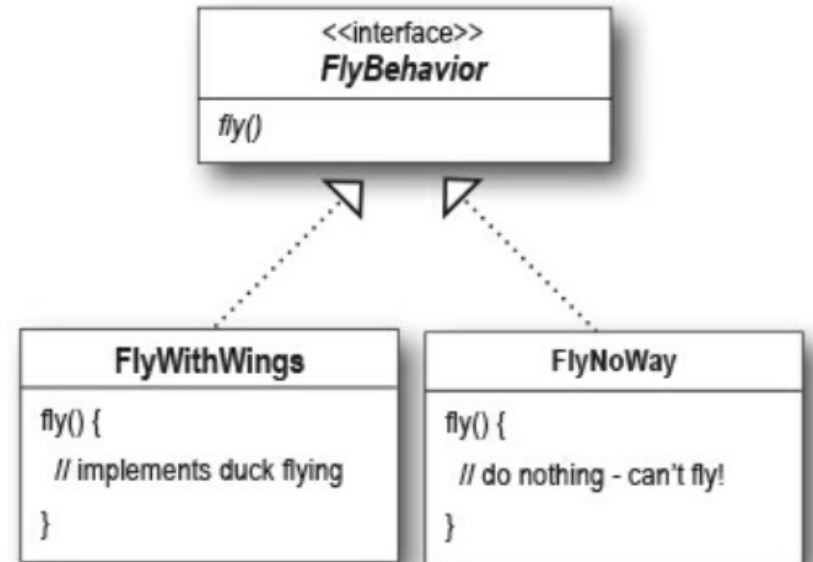 <<interface>>
FlyBehavior
fly()
FlyWithWings
fly() {
// implements duck flying
}
FlyNoWay
fly() {
// do nothing - can't fly!
}